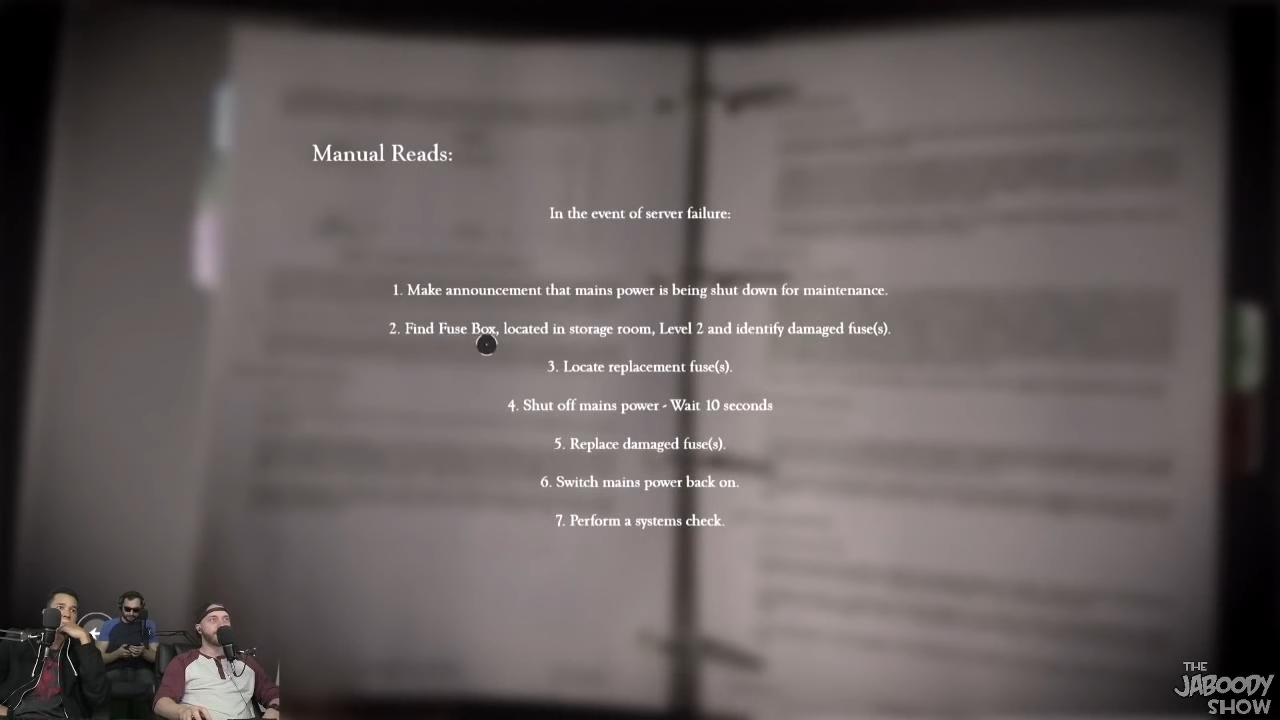 Manual Reads:
In the event of server failure:
1. Make announcement that mains power is being shut down for maintenance.
2. Find Fuse Box, located in storage room, Level 2 and identify damaged fuse(s).
3. Locate replacement fuse(s).
4. Shut off mains power - Wait 10 seconds
5. Replace damaged fuse(s).
6. Switch mains power back on.
7. Perform a systems check.
THE
JABOODY
SHOW